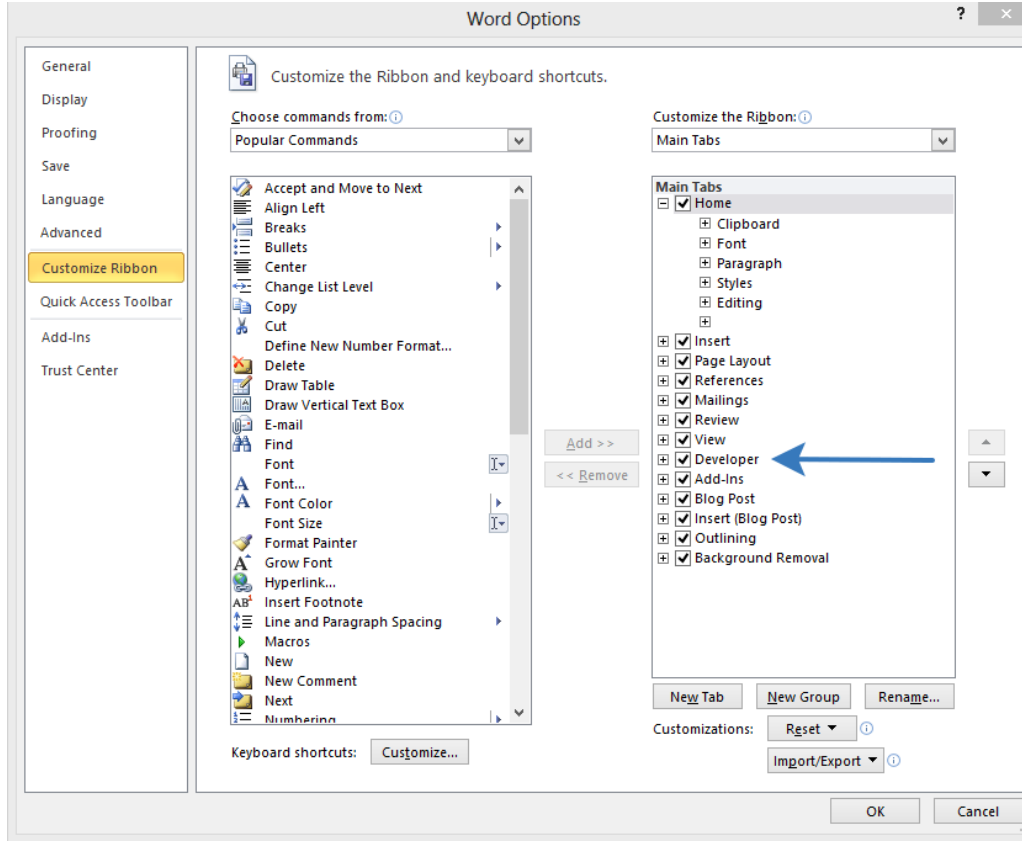 Word Options
?
General
Display
Proofing
Save
Language
Advanced
Customize Ribbon
Quick Access Toolbar
Add-Ins
Trust Center
Customize the Ribbon and keyboard shortcuts.
Choose commands from:
Popular Commands
Accept and Move to Next
Align Left
Breaks
Bullets
Center
Change List Level
Copy
Cut
Define New Number Format...
Delete
Draw Table
Draw Vertical Text Box
E-mail
Find
Font
Font...
Font Color
Font Size
Format Painter
Grow Font
Hyperlink...
Insert Footnote
Line and Paragraph Spacing
Macros
New
New Comment
Next
Numbering
Keyboard shortcuts: Customize...
Add >>
<< Remove
Customize the Ribbon:
Main Tabs
Main Tabs
Home
Clipboard
Font
Paragraph
Styles
Editing
Insert
Page Layout
References
Mailings
Review
View
Developer
Add-Ins
Blog Post
Insert (Blog Post)
Outlining
Background Removal
New Tab New Group Rename...
Customizations: Reset
Import/Export
OK Cancel